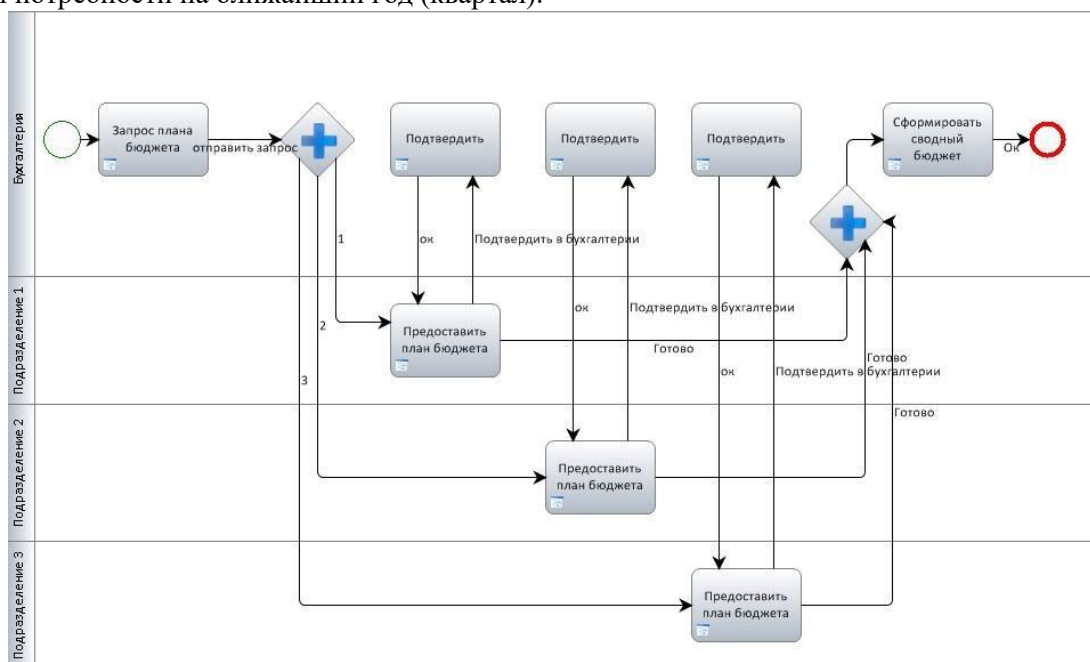 потребности на ближайший год (квартал).
Бухгалтерия
Запрос плана
бюджета
отправить запрос
Подтвердить
Подтвердить
Подтвердить
Сформировать
сводный
бюджет
Ок
1
ок
Подтвердить в бухгалтерии
Подразделение 1
2
Предоставить
план бюджета
ок
Подтвердить в бухгалтерии
Готово
3
ок
Подтвердить в бухгалтерии
Готово
Готово
Подразделение 2
Предоставить
план бюджета
Подразделение 3
Предоставить
план бюджета